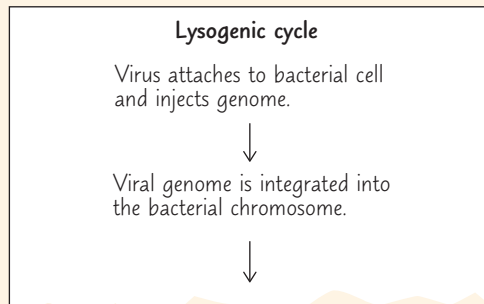 Lysogenic cycle
Virus attaches to bacterial cell
and injects genome.
Viral genome is integrated into
the bacterial chromosome.